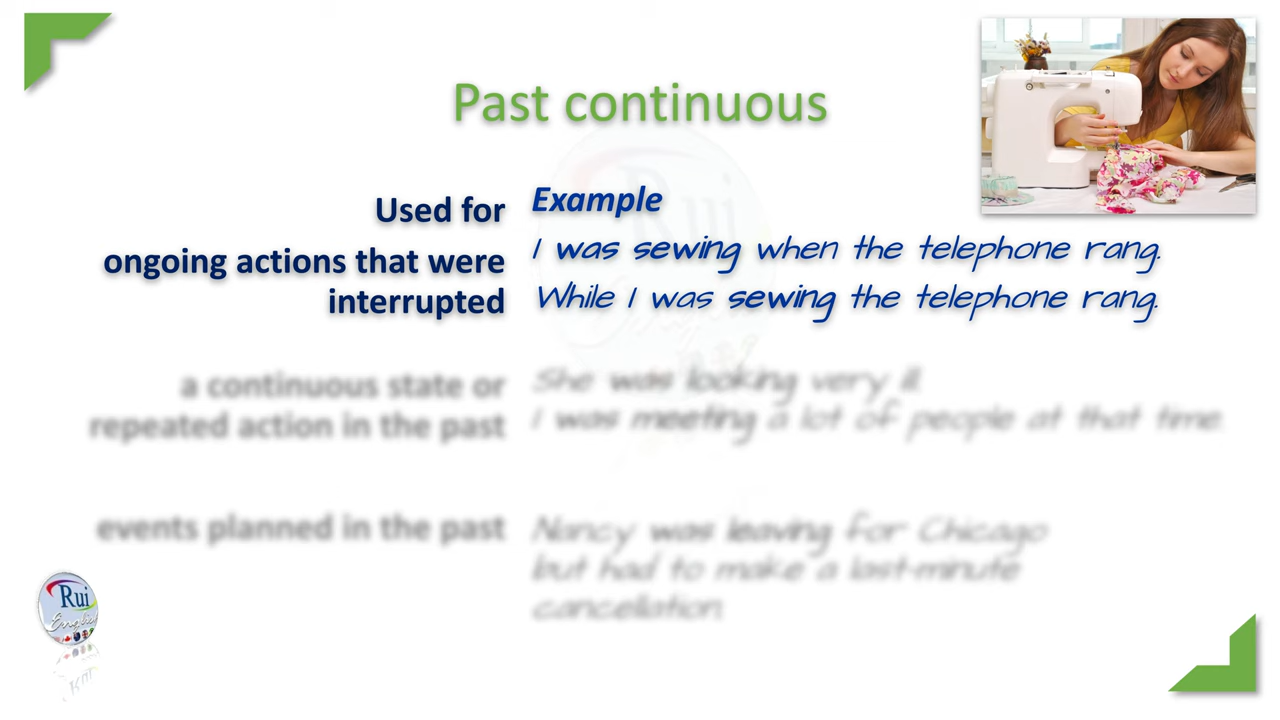 Past continuous
Used for
Example
ongoing actions that were
interrupted
I was sewing when the telephone rang.
While I was sewing the telephone rang.
a continuous state or
repeated action in the past
She was looking very ill.
I was meeting a lot of people at that time.
events planned in the past
Nancy was leaving for Chicago
but had to make a last-minute
cancellation.
Rui
English